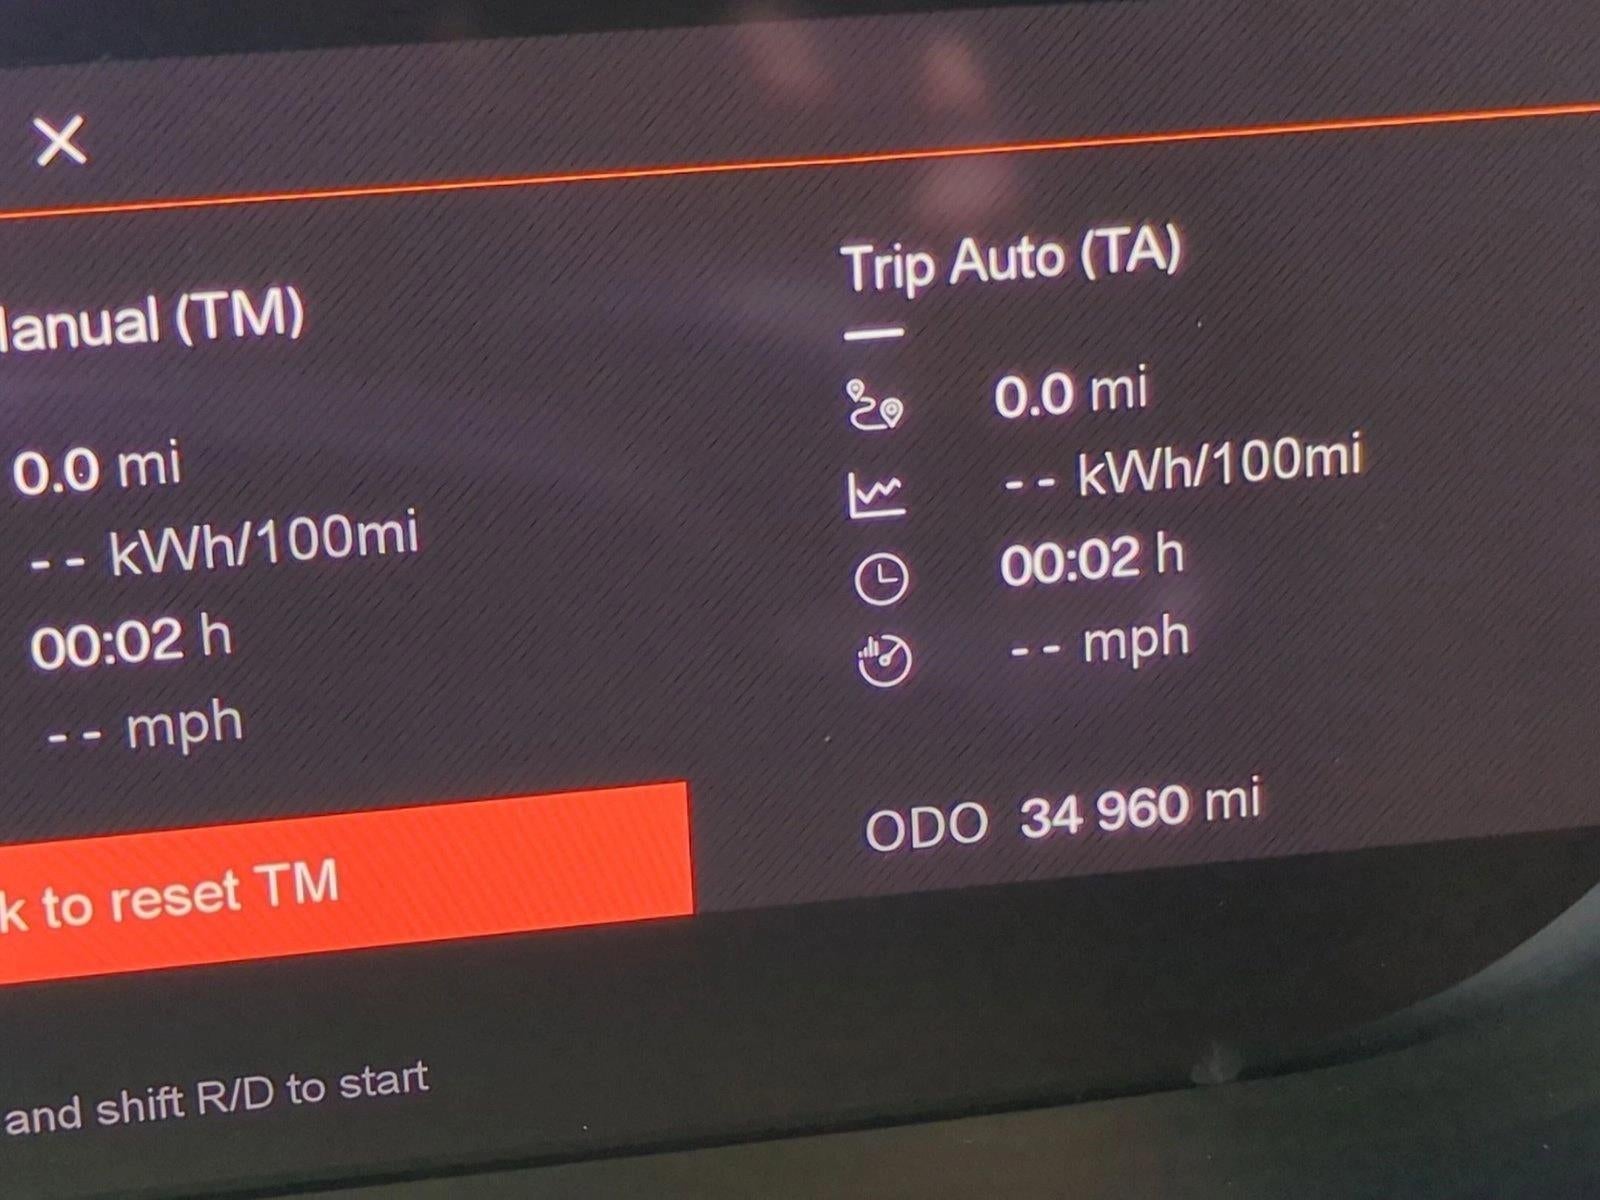 (TM)
0.0 mi
-- kWh/100mi
00:02 h
-- mph
to reset TM
Trip Auto (TA)
0.0 mi
-- kWh/100mi
00:02 h
-- mph
ODO 34 960 mi
and shift R/D to start